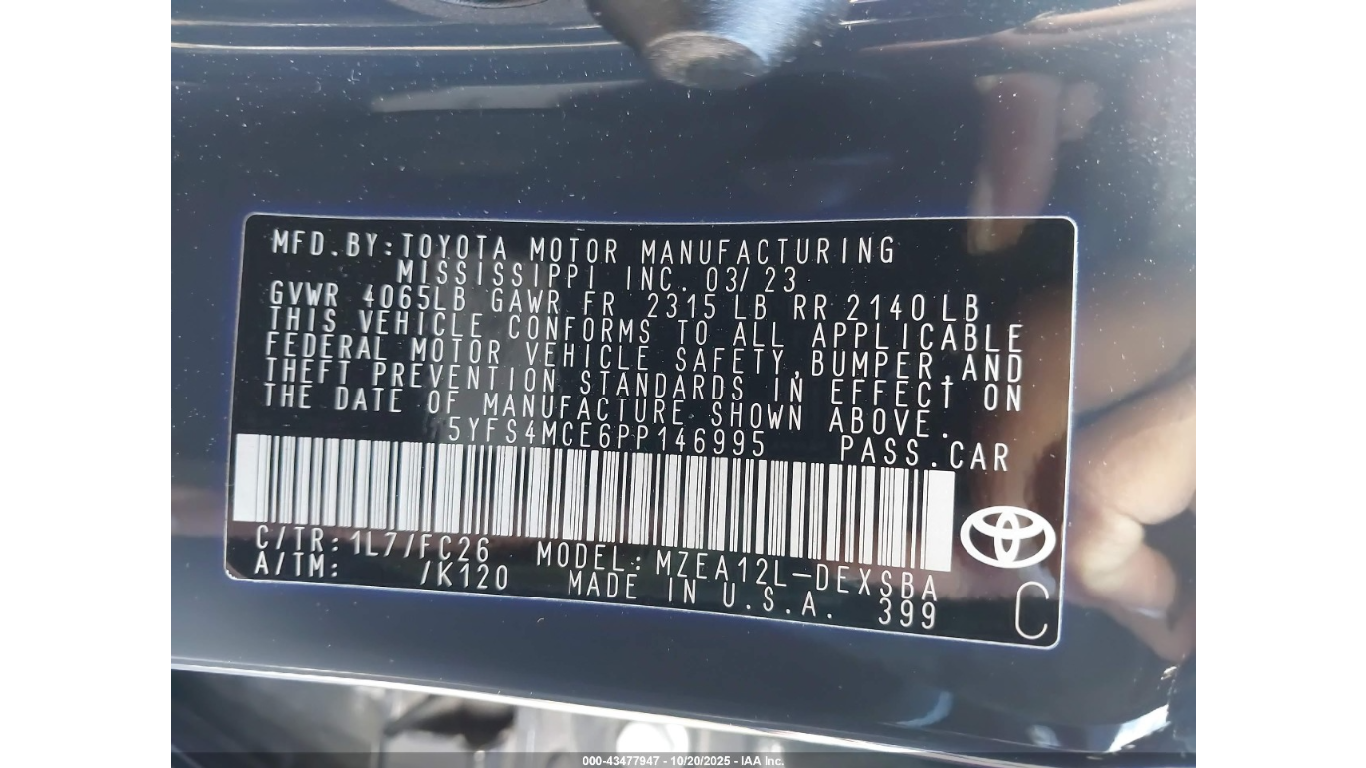 MFD.BY:TOYOTA MOTOR MANUFACTURING
MISSISSIPPI INC. 03/23
GVWR 4065LB GAWR FR 2315LB RR 2140LB
THIS VEHICLE CONFORMS TO ALL APPLICABLE
FEDERAL MOTOR VEHICLE SAFETY,BUMPER,AND
THEFT PREVENTION STANDARDS IN EFFECT ON
THE DATE OF MANUFACTURE SHOWN ABOVE.
5YFS4MCE6PP146995 PASS.CAR
C/TR:1L7/FC26 MODEL:MZEA12L-DEXSBA
A/TM: /K120 MADE IN U.S.A. 399
C
000-43477947 - 10/20/2025 - IAA Inc.